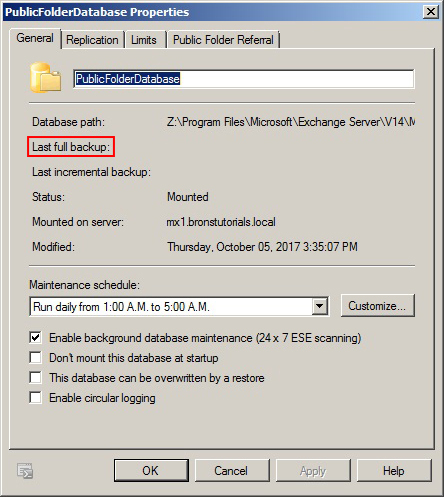 PublicFolderDatabase Properties
General Replication Limits Public Folder Referral
PublicFolderDatabase
Database path: Z:\Program Files\Microsoft\Exchange Server\V14\M
Last full backup:
Last incremental backup:
Status: Mounted
Mounted on server: mx1.bronstutorials.local
Modified: Thursday, October 05, 2017 3:35:07 PM
Maintenance schedule:
Run daily from 1:00 A.M. to 5:00 A.M. Customize...
Enable background database maintenance (24 x 7 ESE scanning)
Don't mount this database at startup
This database can be overwritten by a restore
Enable circular logging
OK Cancel Apply Help